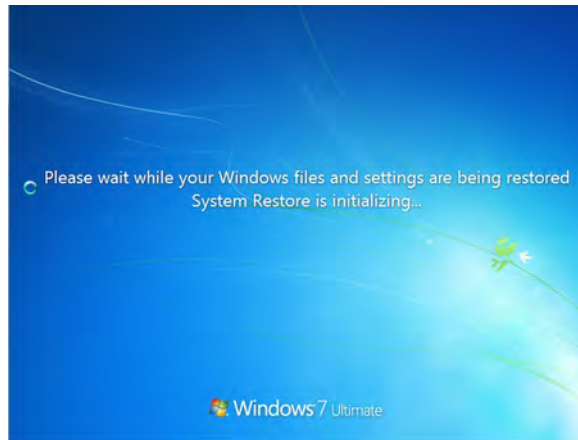 Please wait while your Windows files and settings are being restored
System Restore is initializing...
Windows 7 Ultimate